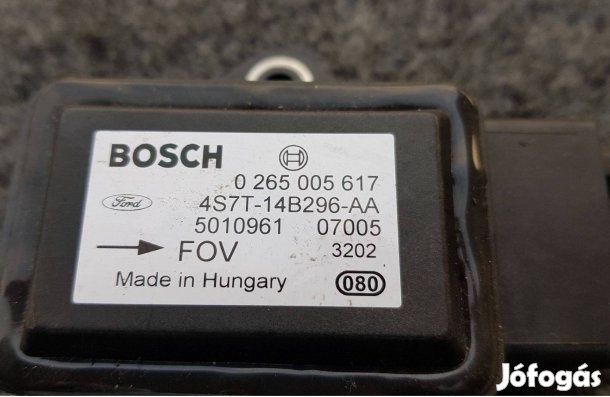 BOSCH
0 265 005 617
Ford
4S7T-14B296-AA
5010961 07005
FOV 3202
Made in Hungary 080
Jófogás